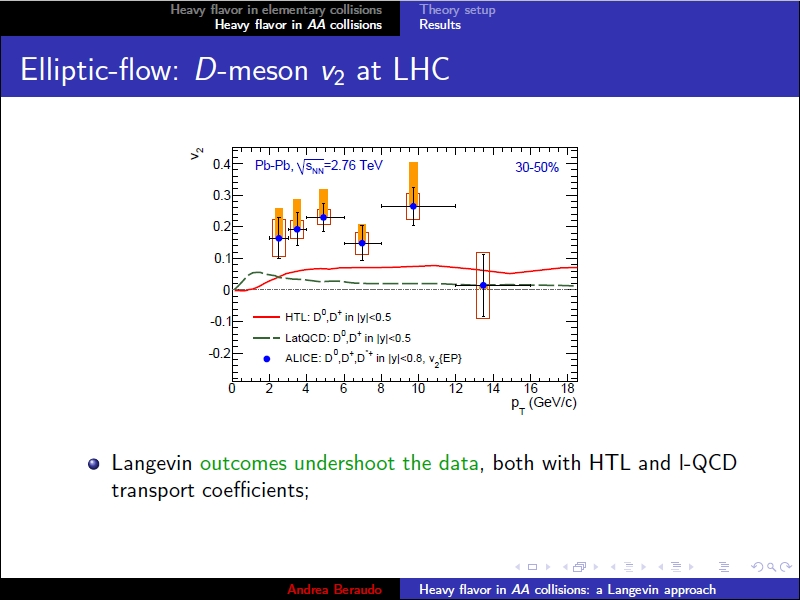 Heavy flavor in elementary collisions
Heavy flavor in AA collisions
Theory setup
Results
Elliptic-flow: D-meson v2 at LHC
v2
Pb-Pb, √sNN=2.76 TeV
30-50%
0.4
0.3
0.2
0.1
0
-0.1
-0.2
HTL: D0,D+ in |y|<0.5
LatQCD: D0,D+ in |y|<0.5
ALICE: D0,D+,D*+ in |y|<0.8, v2{EP}
0 2 4 6 8 10 12 14 16 18
pT (GeV/c)
Langevin outcomes undershoot the data, both with HTL and l-QCD
transport coefficients;
Andrea Beraudo
Heavy flavor in AA collisions: a Langevin approach